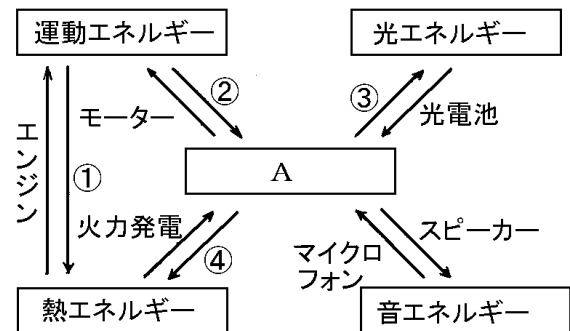 運動エネルギー
光エネルギー
②
③
モーター
光電池
エンジン
①
A
火力発電
④
スピーカー
マイクロ
フォン
熱エネルギー
音エネルギー